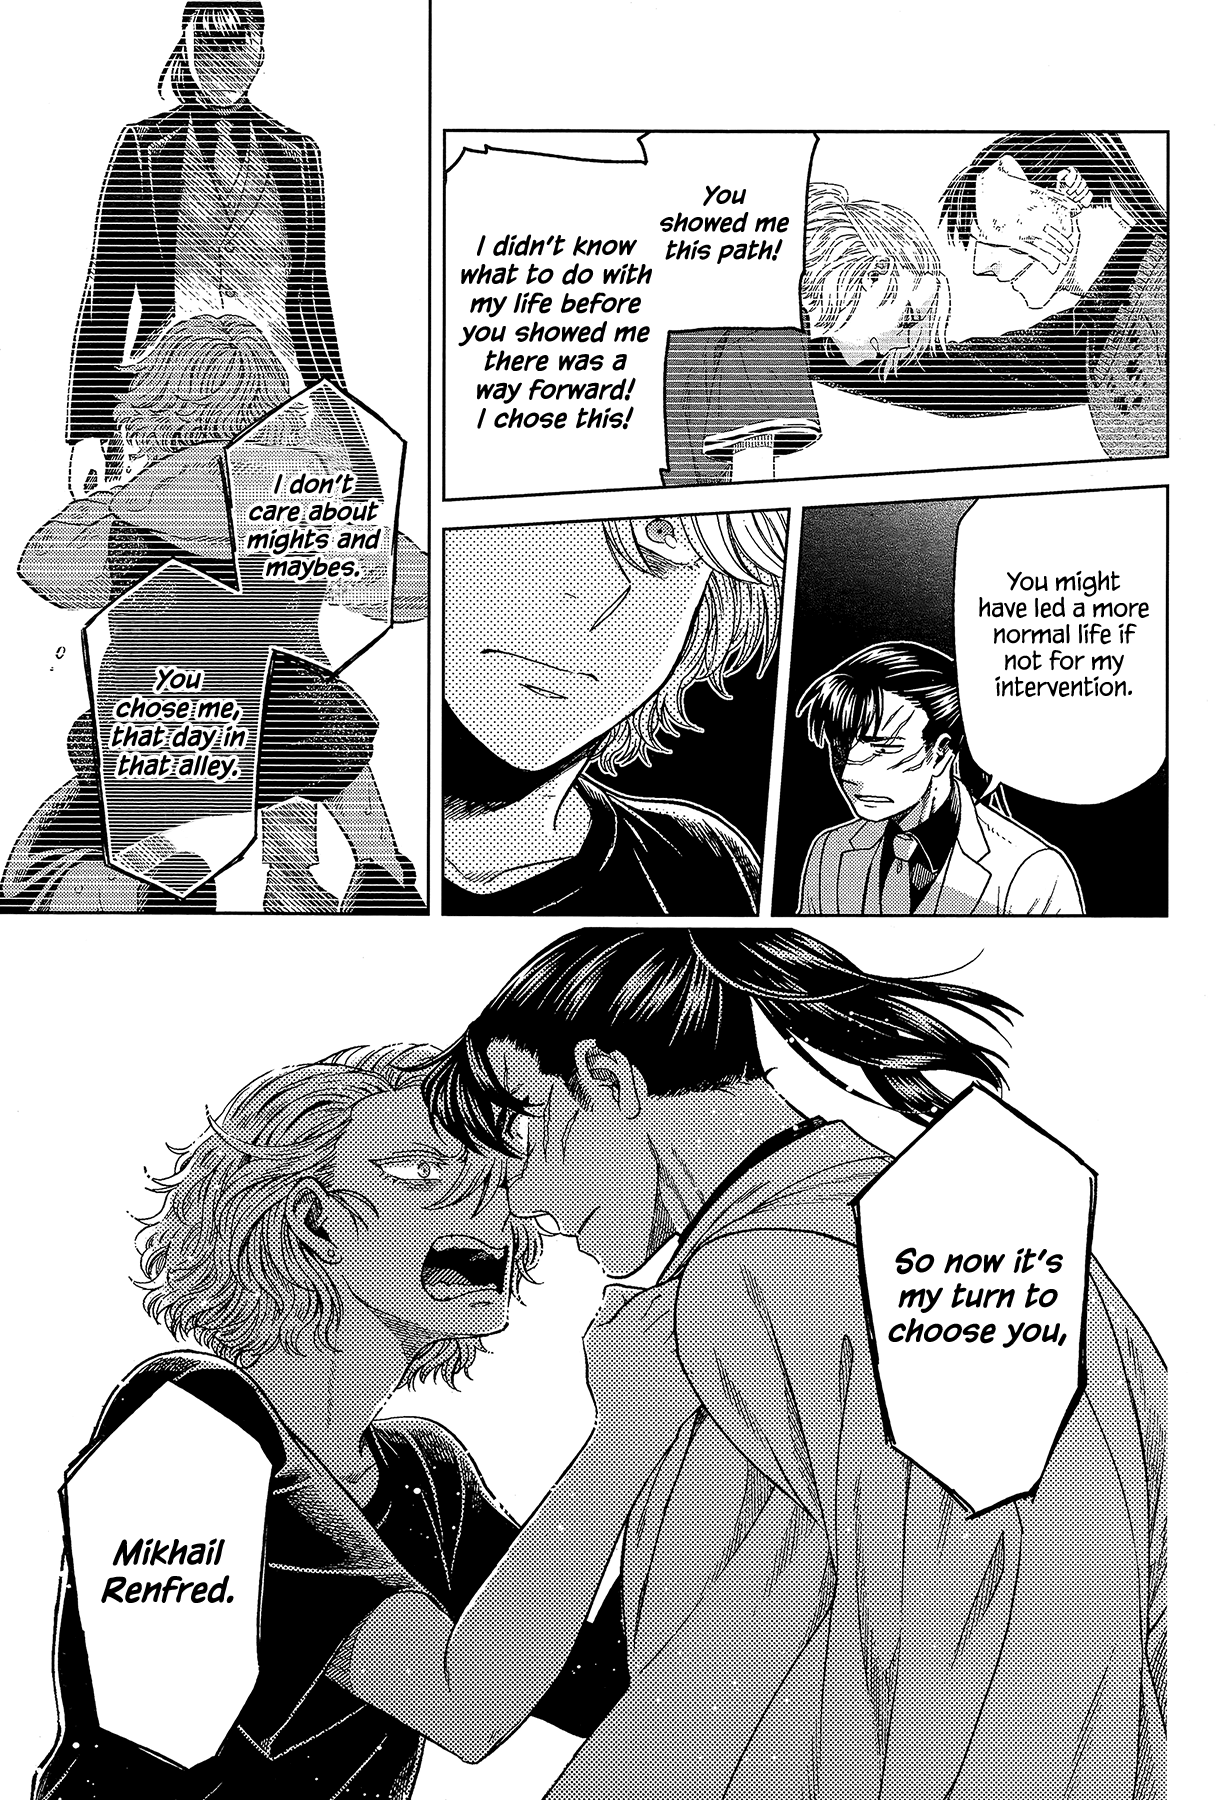 You
showed me
this path!
I didn't know
what to do with
my life before
you showed me
there was a
way forward!
I chose this!
You might
have led a more
normal life if
not for my
intervention.
I don't
care about
mights and
maybes.
You
chose me,
that day in
that alley.
So now it's
my turn to
choose you,
Mikhail
Renfred.